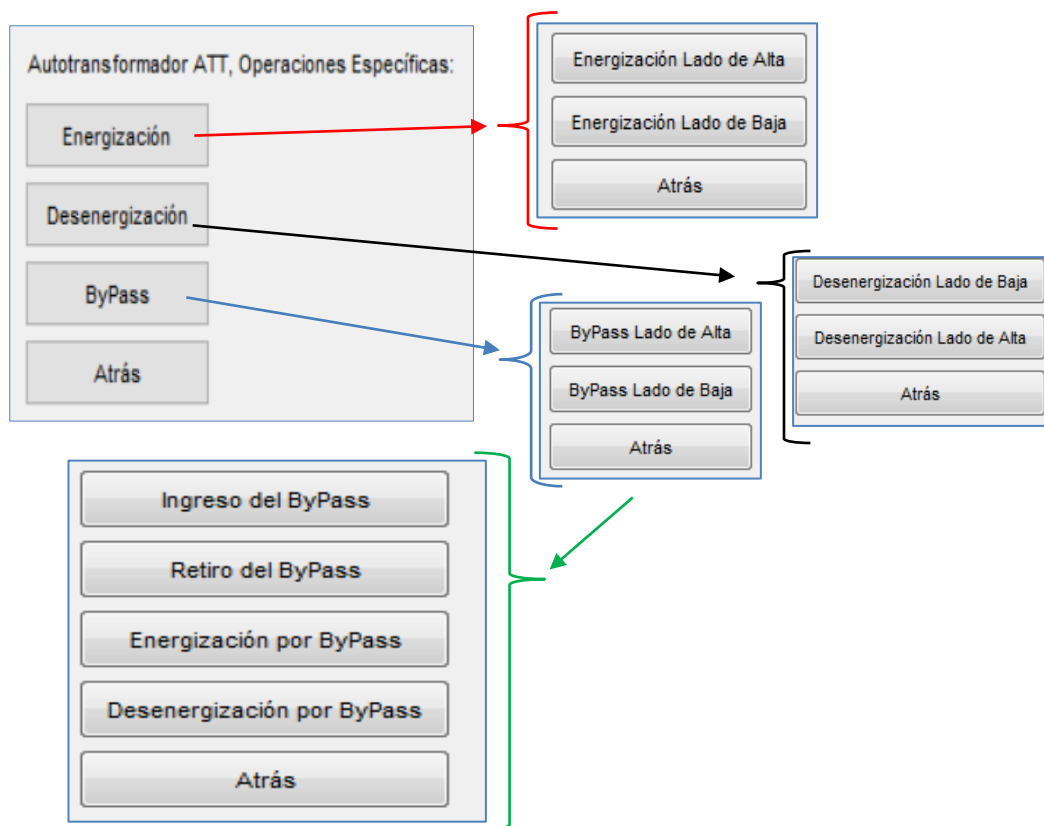 Autotransformador ATT, Operaciones Específicas:
Energización
Desenergización
ByPass
Atrás
Energización Lado de Alta
Energización Lado de Baja
Atrás
Desenergización Lado de Baja
Desenergización Lado de Alta
Atrás
ByPass Lado de Alta
ByPass Lado de Baja
Atrás
Ingreso del ByPass
Retiro del ByPass
Energización por ByPass
Desenergización por ByPass
Atrás